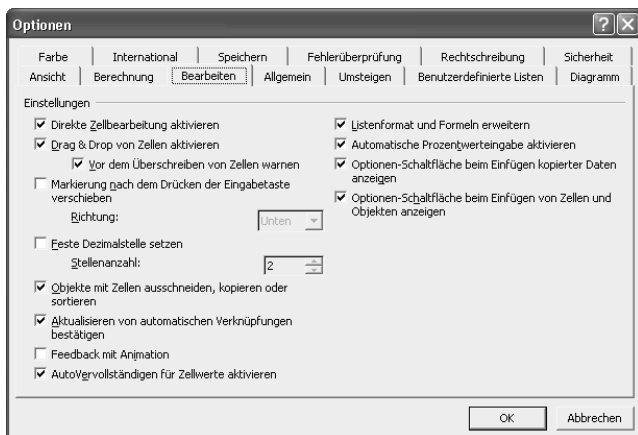 Optionen
Farbe International Speichern Fehlerüberprüfung Rechtschreibung Sicherheit
Ansicht Berechnung Bearbeiten Allgemein Umsteigen Benutzerdefinierte Listen Diagramm
Einstellungen
Direkte Zellbearbeitung aktivieren
Drag & Drop von Zellen aktivieren
Vor dem Überschreiben von Zellen warnen
Markierung nach dem Drücken der Eingabetaste
verschieben
Richtung: Unten
Feste Dezimalstelle setzen
Stellenanzahl: 2
Objekte mit Zellen ausschneiden, kopieren oder
sortieren
Aktualisieren von automatischen Verknüpfungen
bestätigen
Feedback mit Animation
AutoVervollständigen für Zellwerte aktivieren
Listenformat und Formeln erweitern
Automatische Prozentwerteingabe aktivieren
Optionen-Schaltfläche beim Einfügen kopierter Daten
anzeigen
Optionen-Schaltfläche beim Einfügen von Zellen und
Objekten anzeigen
OK Abbrechen